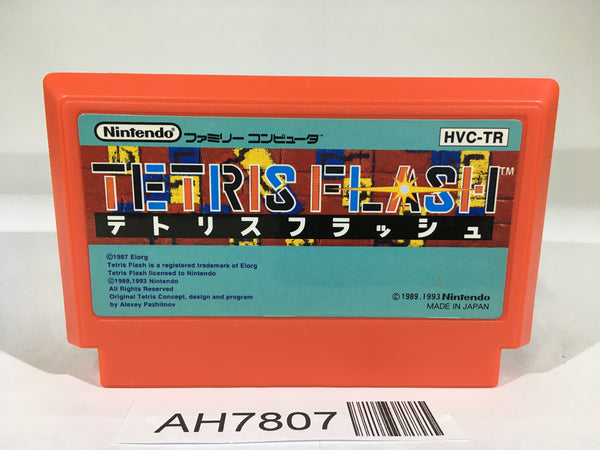 Nintendo ファミリー コンピュータ™ HVC-TR
TETRIS FLASH™
テトリスフラッシュ
©1987 Elorg
Tetris Flash is a registered trademark of Elorg
Tetris Flash licensed to Nintendo
©1989,1993 Nintendo
All Rights Reserved
Original Tetris Concept, design and program
by Alexey Pazhitnov
©1989,1993 Nintendo
MADE IN JAPAN
AH7807